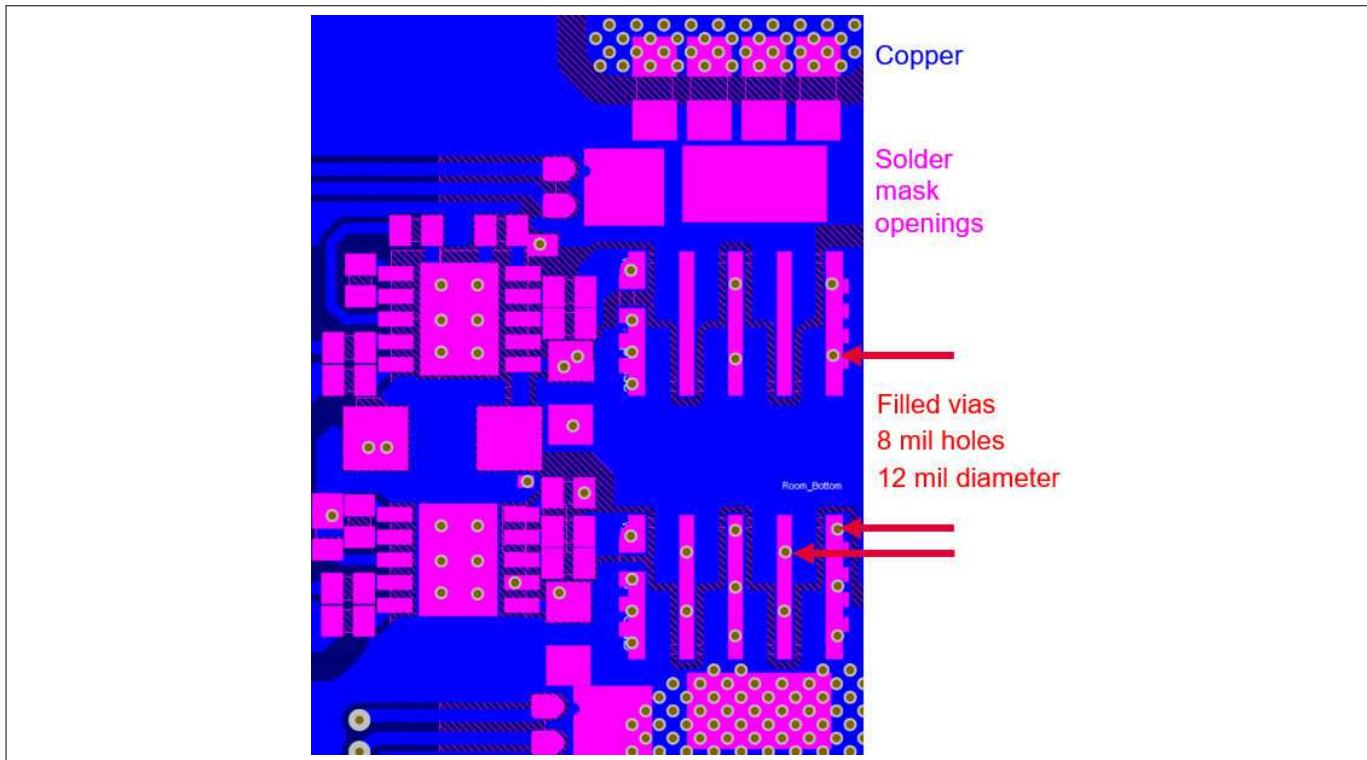 Copper
Solder
mask
openings
Filled vias
8 mil holes
12 mil diameter
Room_Bottom